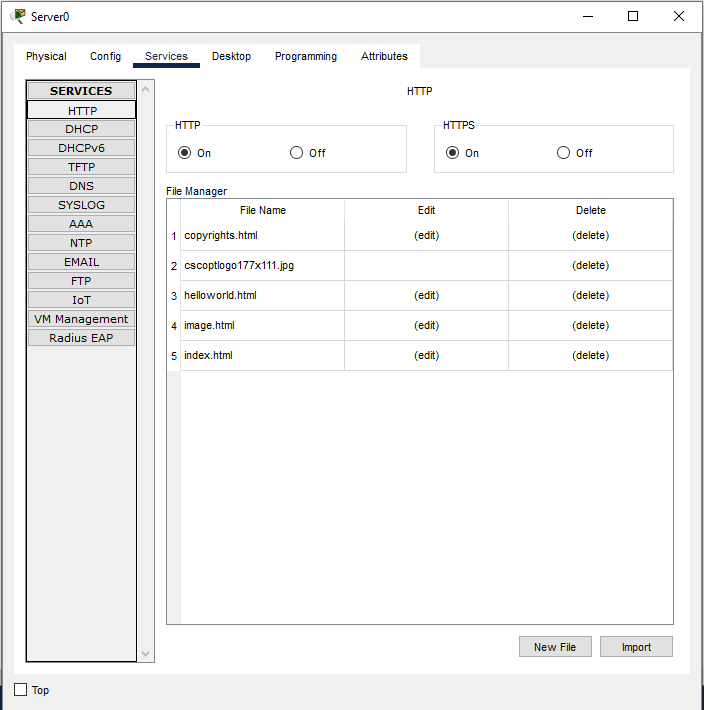 Server0
Physical Config Services Desktop Programming Attributes
SERVICES
HTTP
DHCP
DHCPv6
TFTP
DNS
SYSLOG
AAA
NTP
EMAIL
FTP
IoT
VM Management
Radius EAP
HTTP
HTTP
On Off
HTTPS
On Off
File Manager
File Name Edit Delete
1 copyrights.html (edit) (delete)
2 cscoptlogo177x111.jpg (delete)
3 helloworld.html (edit) (delete)
4 image.html (edit) (delete)
5 index.html (edit) (delete)
New File Import
Top